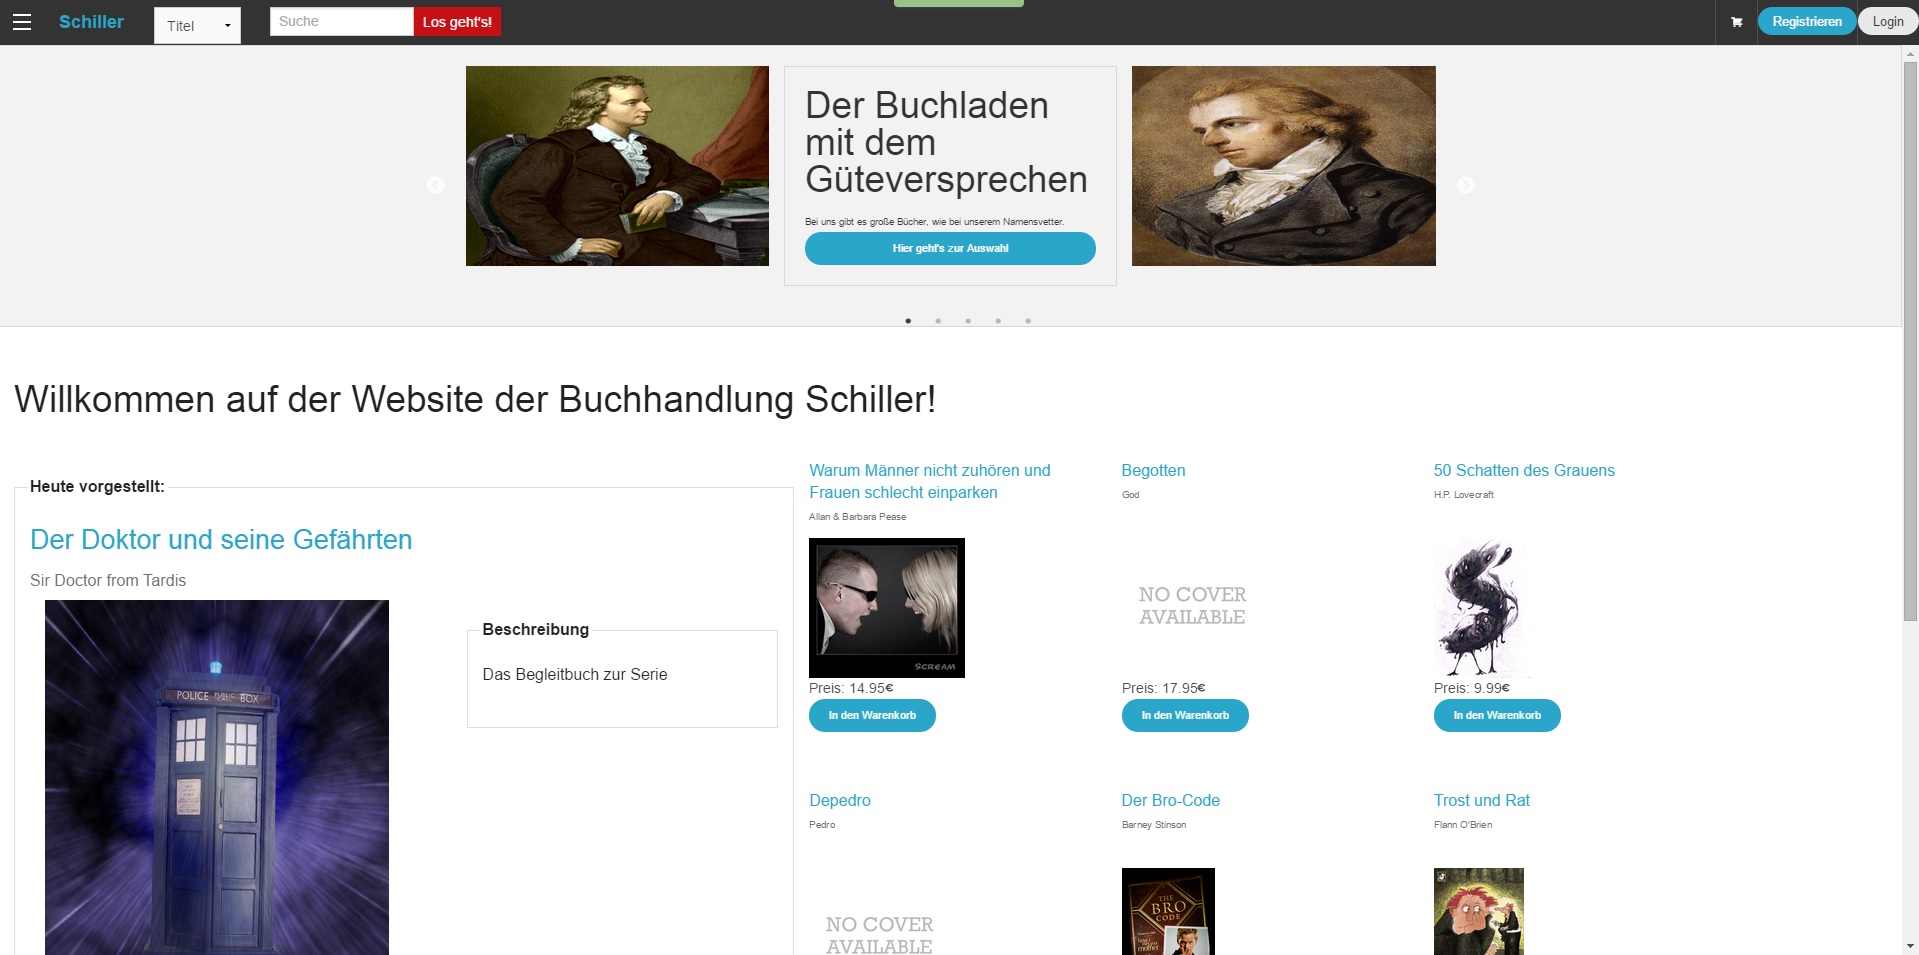 Schiller
Titel
Suche
Los geht's!
Registrieren
Login
Der Buchladen
mit dem
Güteversprechen
Bei uns gibt es große Bücher, wie bei unserem Namensvetter.
Hier geht's zur Auswahl
Willkommen auf der Website der Buchhandlung Schiller!
Heute vorgestellt:
Der Doktor und seine Gefährten
Sir Doctor from Tardis
POLICE BOX
Beschreibung
Das Begleitbuch zur Serie
Warum Männer nicht zuhören und
Frauen schlecht einparken
Allan & Barbara Pease
SCREAM
Preis: 14.95€
In den Warenkorb
Begotten
God
NO COVER
AVAILABLE
Preis: 17.95€
In den Warenkorb
50 Schatten des Grauens
H.P. Lovecraft
Preis: 9.99€
In den Warenkorb
Depedro
Pedro
NO COVER
AVAILABLE
Der Bro-Code
Barney Stinson
THE
BRO
CODE
Trost und Rat
Flann O'Brien